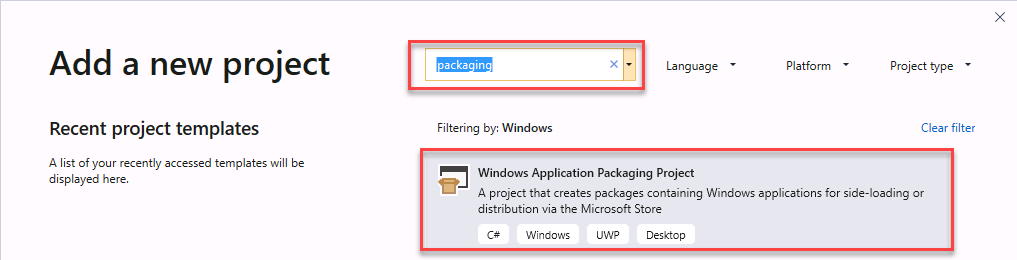 Add a new project
packaging
Language
Platform
Project type
Recent project templates
A list of your recently accessed templates will
be displayed here.
Filtering by: Windows
Clear filter
Windows Application Packaging Project
A project that creates packages containing Windows applications for side-loading or
distribution via the Microsoft Store
C#
Windows
UWP
Desktop